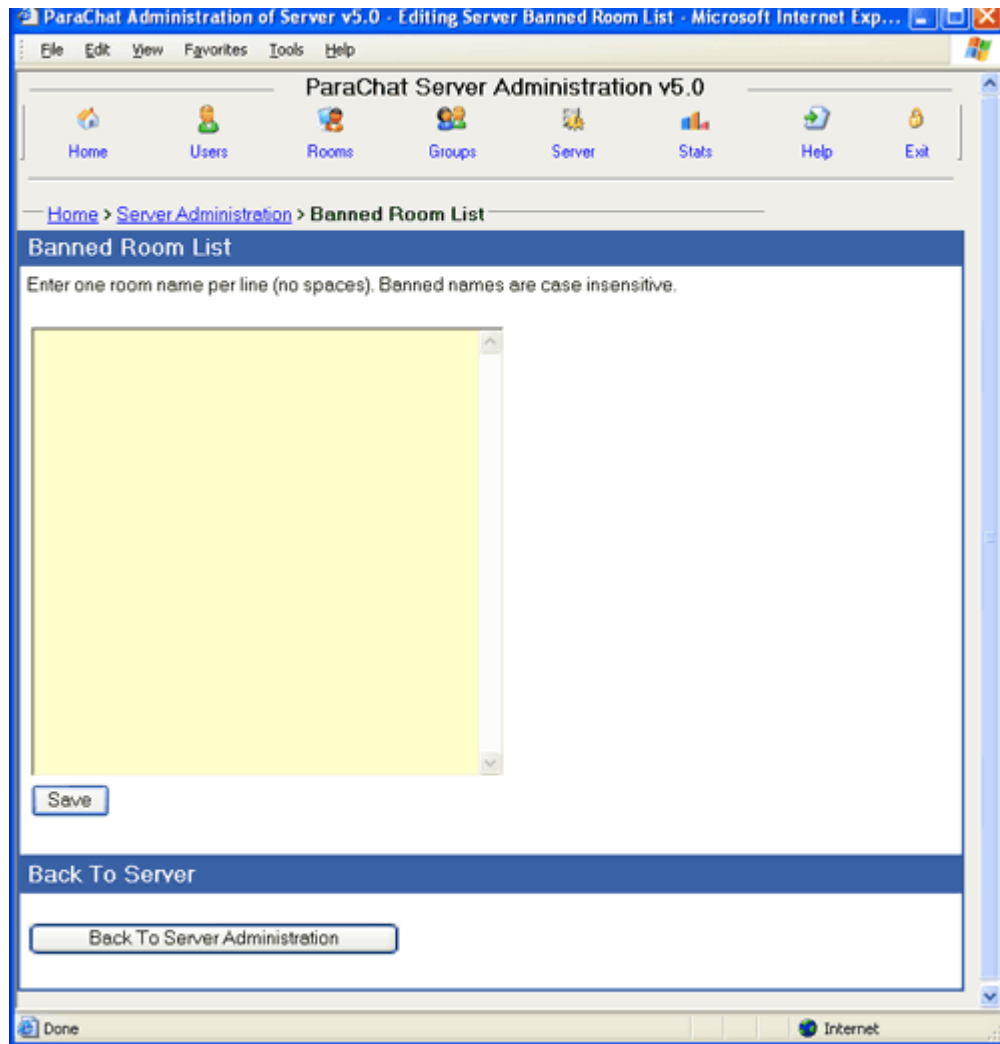 ParaChat Administration of Server v5.0 - Editing Server Banned Room List - Microsoft Internet Exp...
File Edit View Favorites Tools Help
ParaChat Server Administration v5.0
Home Users Rooms Groups Server Stats Help Exit
Home > Server Administration > Banned Room List
Banned Room List
Enter one room name per line (no spaces). Banned names are case insensitive.
Save
Back To Server
Back To Server Administration
Done Internet